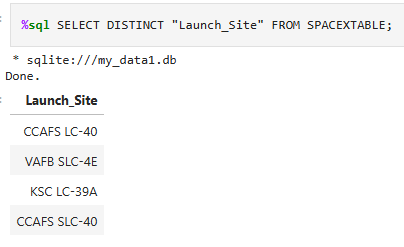 %sql SELECT DISTINCT "Launch_Site" FROM SPACEXTABLE;
* sqlite:///my_data1.db
Done.
Launch_Site
CCAFS LC-40
VAFB SLC-4E
KSC LC-39A
CCAFS SLC-40